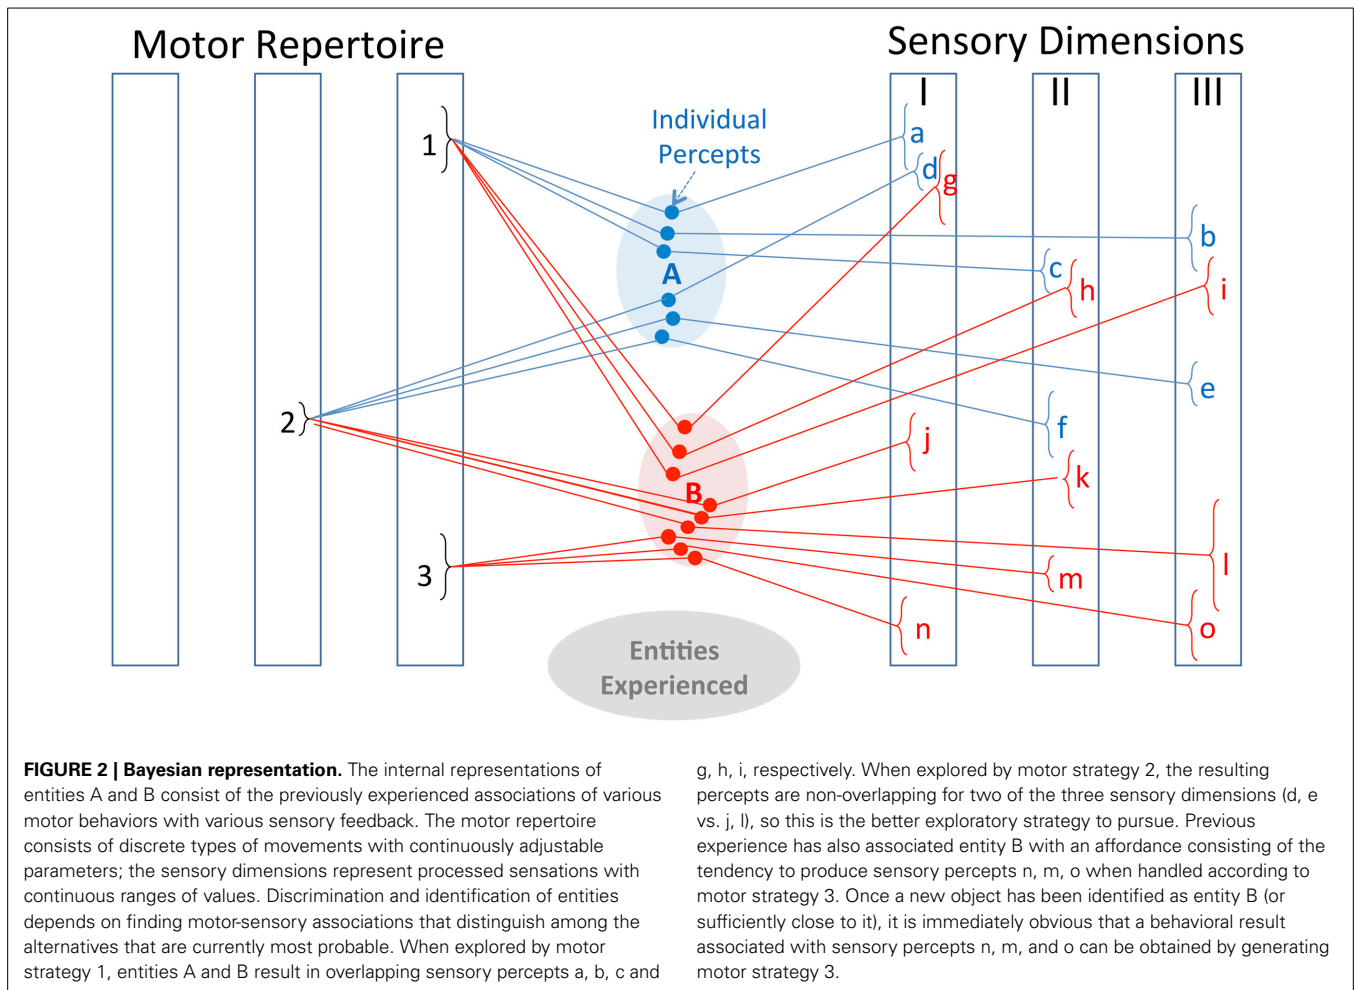 Motor Repertoire
Sensory Dimensions
I
II
III
1
Individual
Percepts
a
d
g
b
A
c
h
i
e
2
f
j
B
k
l
3
m
n
o
Entities
Experienced
FIGURE 2 | Bayesian representation. The internal representations of
entities A and B consist of the previously experienced associations of various
motor behaviors with various sensory feedback. The motor repertoire
consists of discrete types of movements with continuously adjustable
parameters; the sensory dimensions represent processed sensations with
continuous ranges of values. Discrimination and identification of entities
depends on finding motor-sensory associations that distinguish among the
alternatives that are currently most probable. When explored by motor
strategy 1, entities A and B result in overlapping sensory percepts a, b, c and
g, h, i, respectively. When explored by motor strategy 2, the resulting
percepts are non-overlapping for two of the three sensory dimensions (d, e
vs. j, l), so this is the better exploratory strategy to pursue. Previous
experience has also associated entity B with an affordance consisting of the
tendency to produce sensory percepts n, m, o when handled according to
motor strategy 3. Once a new object has been identified as entity B (or
sufficiently close to it), it is immediately obvious that a behavioral result
associated with sensory percepts n, m, and o can be obtained by generating
motor strategy 3.